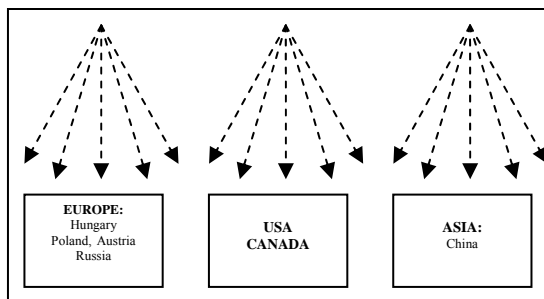 EUROPE:
Hungary
Poland, Austria
Russia
USA
CANADA
ASIA:
China